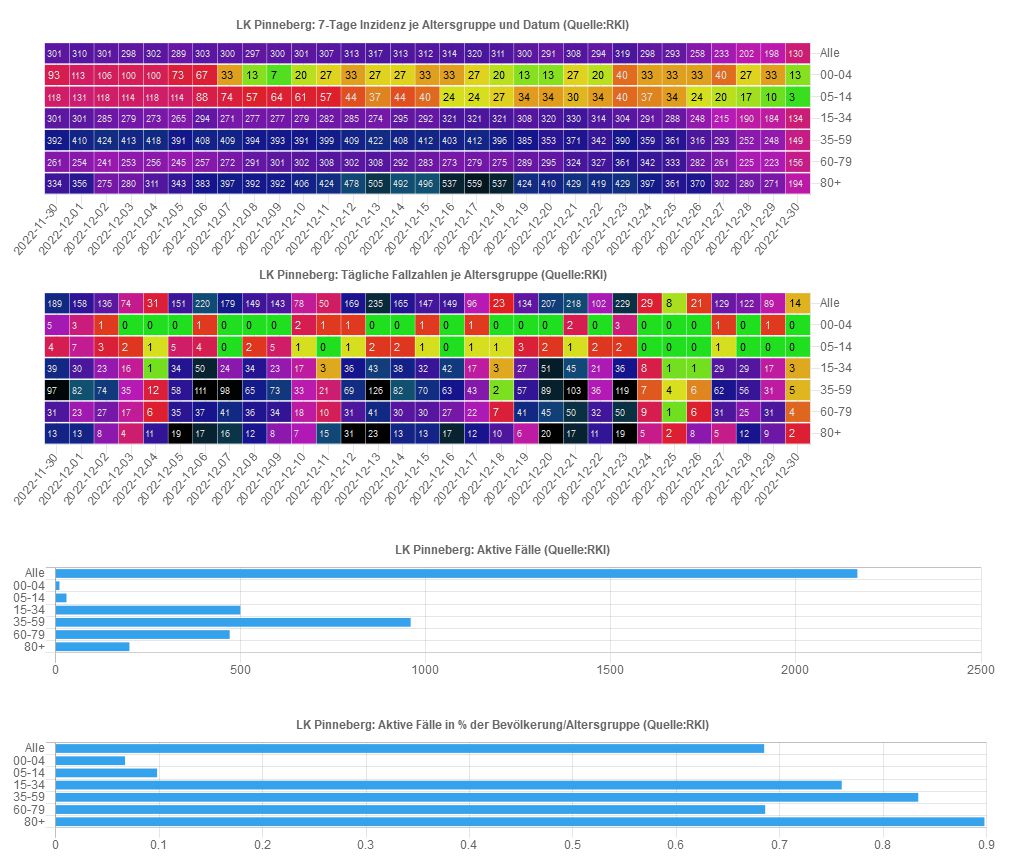 LK Pinneberg: 7-Tage Inzidenz je Altersgruppe und Datum (Quelle:RKI)
301 310 301 298 302 289 303 300 297 300 301 307 313 317 313 312 314 320 311 300 291 308 294 319 298 293 258 233 202 198 130 Alle
93 113 106 100 100 73 67 33 13 7 20 27 33 27 27 33 33 27 20 13 13 27 20 40 33 33 33 40 27 33 13 00-04
118 131 118 114 118 114 88 74 57 64 61 57 44 37 44 40 24 24 27 34 34 30 34 40 37 34 24 20 17 10 3 05-14
301 301 285 279 273 265 294 271 277 279 284 282 285 274 295 292 321 321 321 308 320 330 314 304 291 288 248 215 190 184 134 15-34
392 410 424 413 418 391 408 409 394 393 391 399 409 422 408 412 403 412 396 385 353 371 342 390 359 361 316 293 252 248 149 35-59
261 254 241 253 256 245 257 272 291 301 302 308 302 308 292 283 273 279 275 289 295 324 327 361 342 333 282 261 225 223 156 60-79
334 356 275 280 311 343 383 397 392 392 406 424 478 505 492 496 537 559 537 424 410 429 419 429 397 361 370 302 280 271 194 80+
2022-11-30 2022-12-01 2022-12-02 2022-12-03 2022-12-04 2022-12-05 2022-12-06 2022-12-07 2022-12-08 2022-12-09 2022-12-10 2022-12-11 2022-12-12 2022-12-13 2022-12-14 2022-12-15 2022-12-16 2022-12-17 2022-12-18 2022-12-19 2022-12-20 2022-12-21 2022-12-22 2022-12-23 2022-12-24 2022-12-25 2022-12-26 2022-12-27 2022-12-28 2022-12-29 2022-12-30
LK Pinneberg: Tägliche Fallzahlen je Altersgruppe (Quelle:RKI)
189 158 136 74 31 151 220 179 149 143 78 50 169 235 165 147 149 96 23 134 207 218 102 229 29 8 21 129 122 89 14 Alle
5 3 1 0 0 0 1 0 0 0 2 1 1 0 0 1 0 1 0 0 0 2 0 3 0 0 0 1 0 1 0 00-04
4 7 3 2 1 5 4 0 2 5 1 0 1 2 2 1 0 1 1 3 2 1 2 2 0 0 0 1 0 0 0 05-14
39 30 23 16 1 34 50 24 34 23 17 3 36 43 38 32 42 17 3 27 51 45 21 36 8 1 1 29 29 17 3 15-34
97 82 74 35 12 58 111 98 65 73 32 21 69 126 82 70 63 43 2 57 89 103 36 119 7 4 6 62 56 31 5 35-59
31 23 27 17 6 35 37 41 36 34 18 10 31 41 30 30 27 22 7 41 45 50 32 50 9 1 6 31 25 31 4 60-79
13 13 8 4 11 19 17 16 12 8 7 15 31 23 13 13 17 12 10 6 20 17 11 19 5 2 8 5 12 9 2 80+
2022-11-30 2022-12-01 2022-12-02 2022-12-03 2022-12-04 2022-12-05 2022-12-06 2022-12-07 2022-12-08 2022-12-09 2022-12-10 2022-12-11 2022-12-12 2022-12-13 2022-12-14 2022-12-15 2022-12-16 2022-12-17 2022-12-18 2022-12-19 2022-12-20 2022-12-21 2022-12-22 2022-12-23 2022-12-24 2022-12-25 2022-12-26 2022-12-27 2022-12-28 2022-12-29 2022-12-30
LK Pinneberg: Aktive Fälle (Quelle:RKI)
Alle
00-04
05-14
15-34
35-59
60-79
80+
0 500 1000 1500 2000 2500
LK Pinneberg: Aktive Fälle in % der Bevölkerung/Altersgruppe (Quelle:RKI)
Alle
00-04
05-14
15-34
35-59
60-79
80+
0 0.1 0.2 0.3 0.4 0.5 0.6 0.7 0.8 0.9